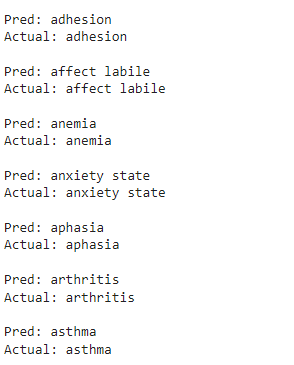 Pred: adhesion
Actual: adhesion
Pred: affect labile
Actual: affect labile
Pred: anemia
Actual: anemia
Pred: anxiety state
Actual: anxiety state
Pred: aphasia
Actual: aphasia
Pred: arthritis
Actual: arthritis
Pred: asthma
Actual: asthma